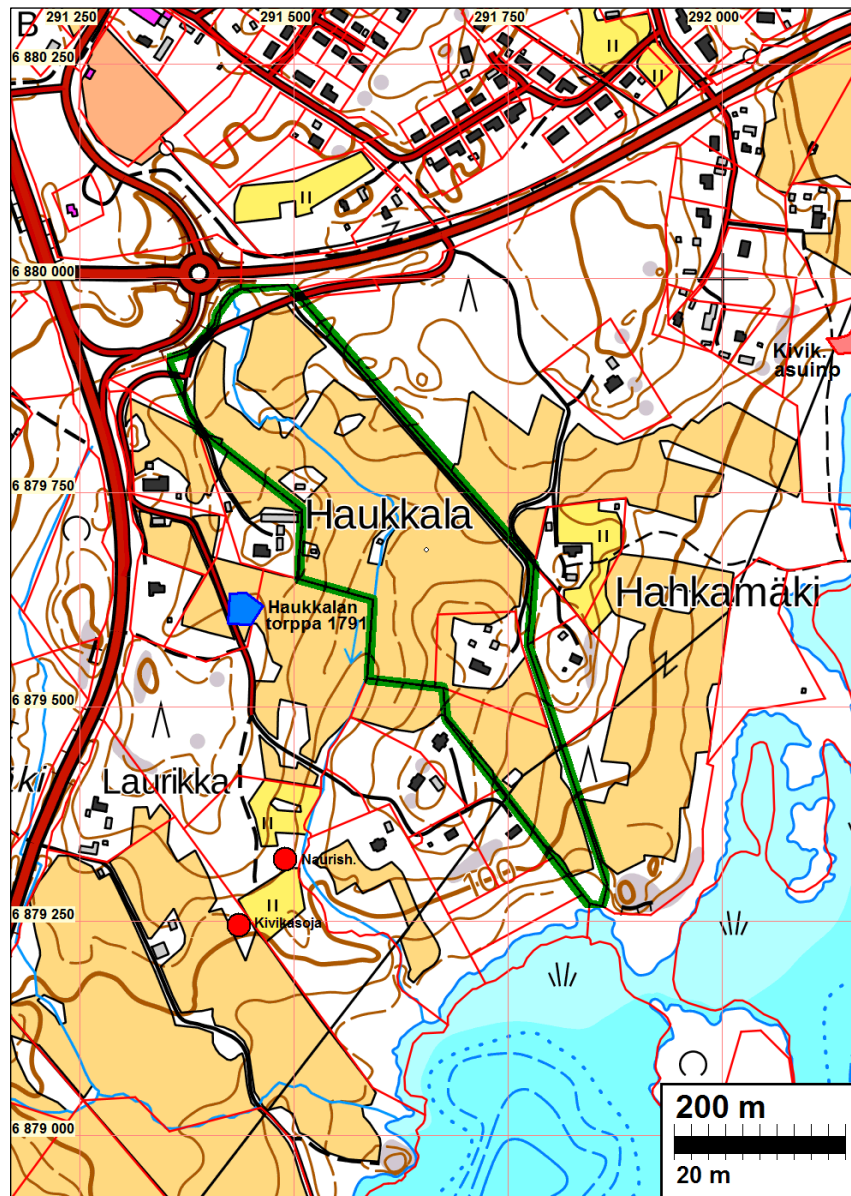 B
291 250
291 500
291 750
292 000
6 880 250
II
II
II
6 880 000
Kivik.
asuinp
6 879 750
Haukkala
II
Hahkamäki
Haukkalan
torppa 1791
6 879 500
ki
Laurikka
II
Naurish.
100
II
Kivikasoja
6 879 250
200 m
6 879 000
20 m